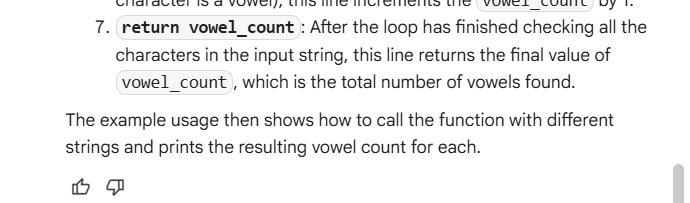 character is a vowel), this line increments the vowel_count by 1.
7. return vowel_count: After the loop has finished checking all the
characters in the input string, this line returns the final value of
vowel_count, which is the total number of vowels found.
The example usage then shows how to call the function with different
strings and prints the resulting vowel count for each.